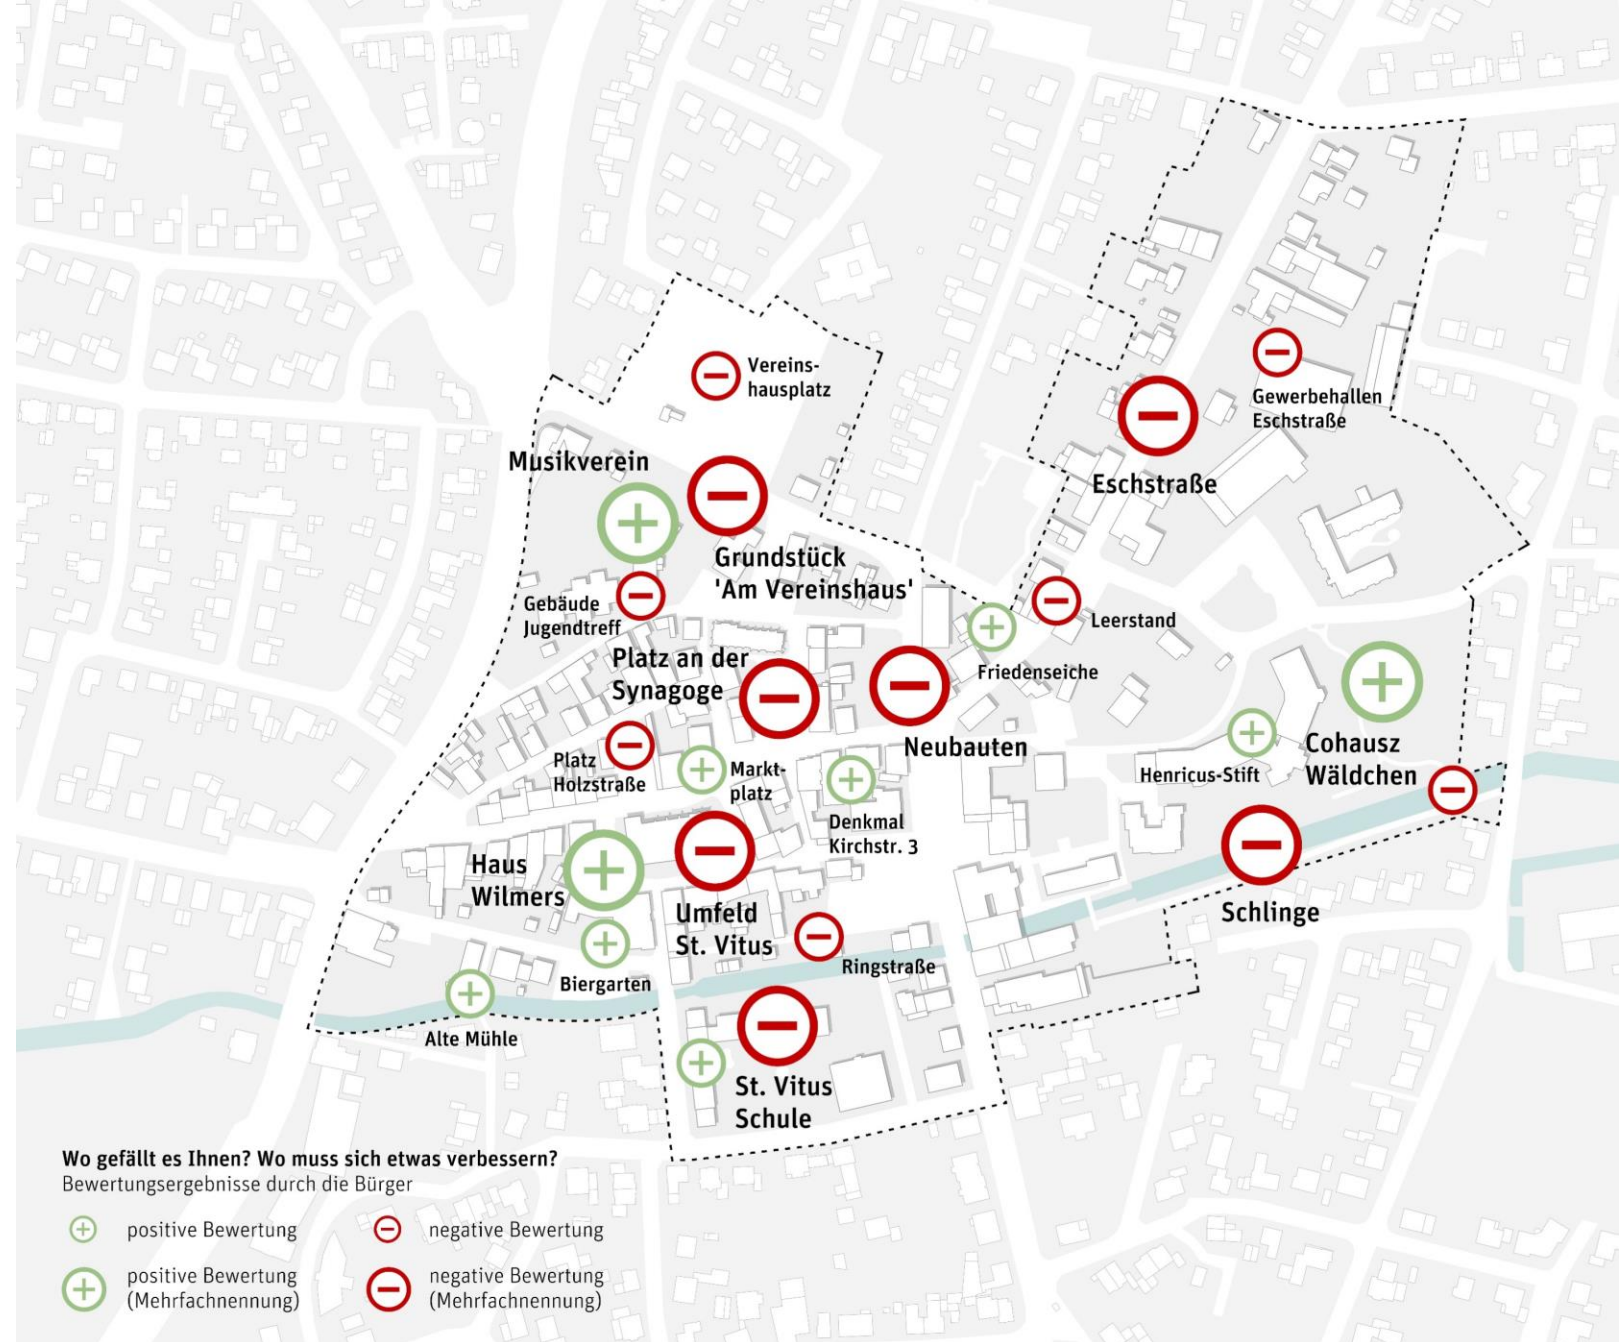 Vereins-
hausplatz
Gewerbehallen
Eschstraße
Musikverein
Eschstraße
Grundstück
'Am Vereinshaus'
Gebäude
Jugendtreff
Leerstand
Platz an der
Synagoge
Friedenseiche
Neubauten
Cohausz
Wäldchen
Platz
Holzstraße
Markt-
platz
Henricus-Stift
Denkmal
Kirchstr. 3
Haus
Wilmers
Umfeld
St. Vitus
Schlinge
Ringstraße
Biergarten
Alte Mühle
St. Vitus
Schule
Wo gefällt es Ihnen? Wo muss sich etwas verbessern?
Bewertungsergebnisse durch die Bürger
positive Bewertung
negative Bewertung
positive Bewertung
(Mehrfachnennung)
negative Bewertung
(Mehrfachnennung)